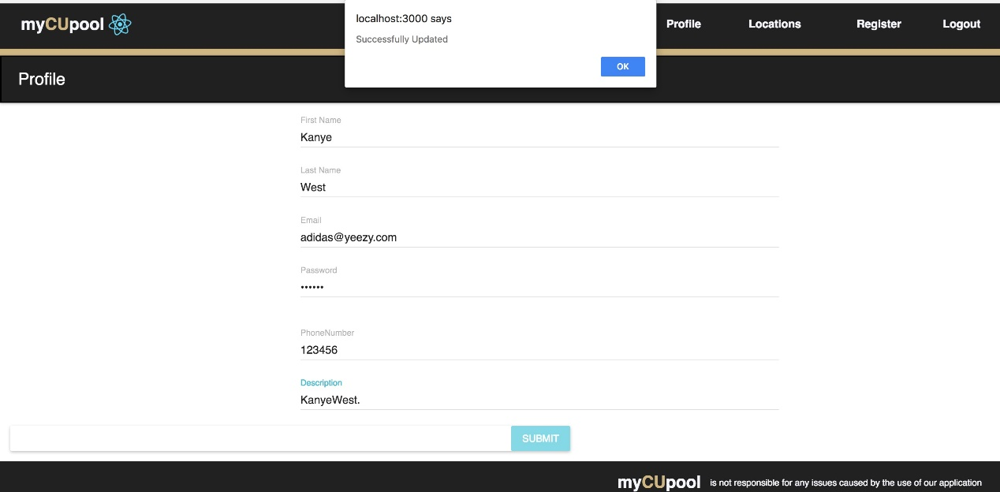 myCUpool
localhost:3000 says
Successfully Updated
OK
Profile
Locations
Register
Logout
Profile
First Name
Kanye
Last Name
West
Email
adidas@yeezy.com
Password
••••••
PhoneNumber
123456
Description
KanyeWest.
SUBMIT
myCUpool is not responsible for any issues caused by the use of our application